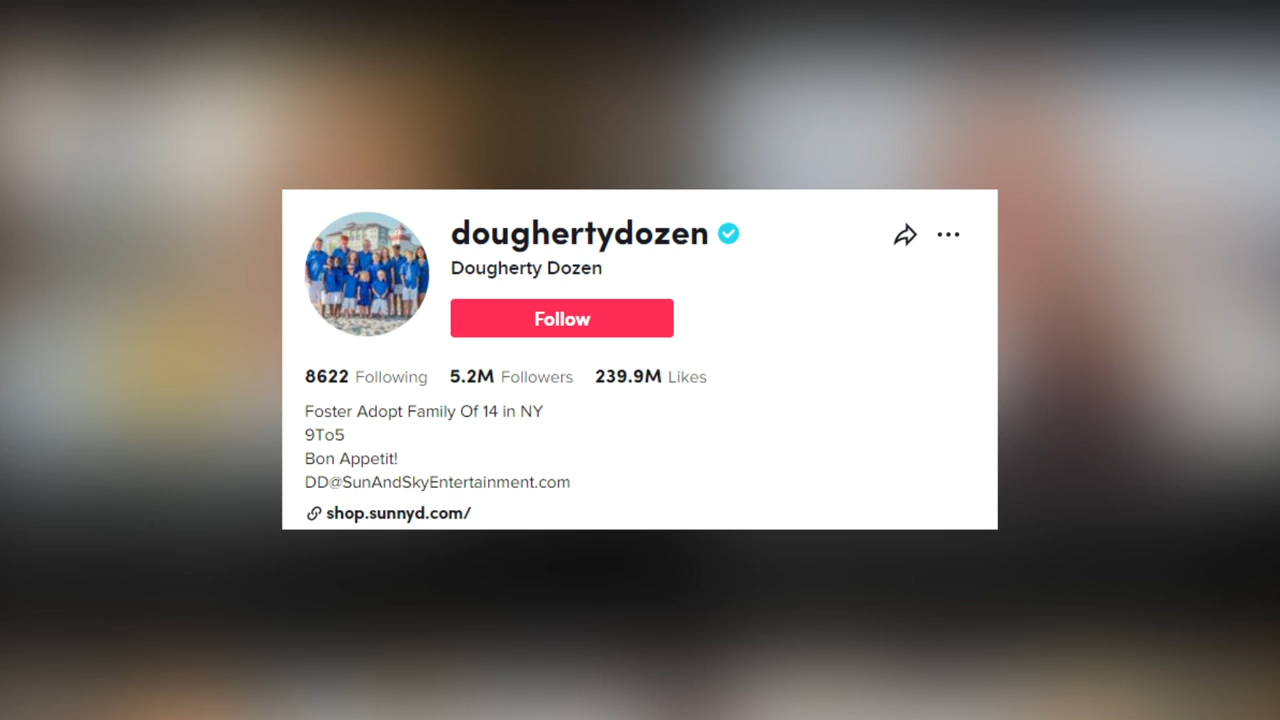 doughertydozen
Dougherty Dozen
Follow
8622 Following 5.2M Followers 239.9M Likes
Foster Adopt Family Of 14 in NY
9To5
Bon Appetit!
DD@SunAndSkyEntertainment.com
shop.sunnyd.com/